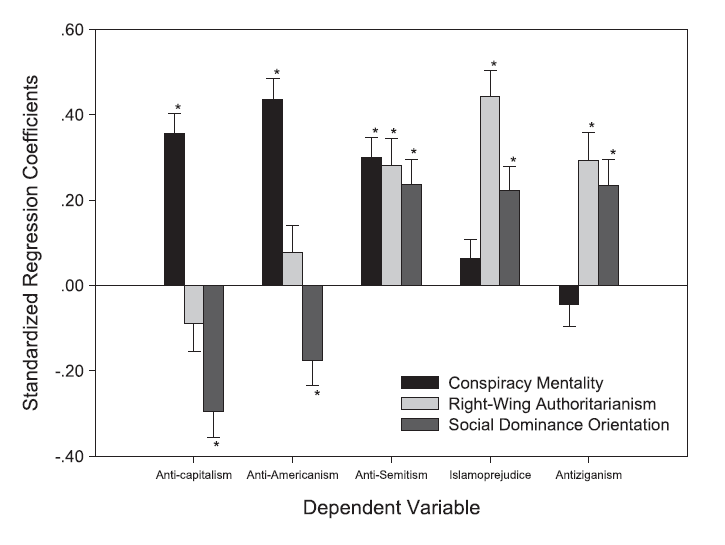 .60
.40
.20
.00
-.20
-.40
Standardized Regression Coefficients
*
*
* * *
*
*
*
*
*
*
Conspiracy Mentality
Right-Wing Authoritarianism
Social Dominance Orientation
Anti-capitalism Anti-Americanism Anti-Semitism Islamoprejudice Antiziganism
Dependent Variable